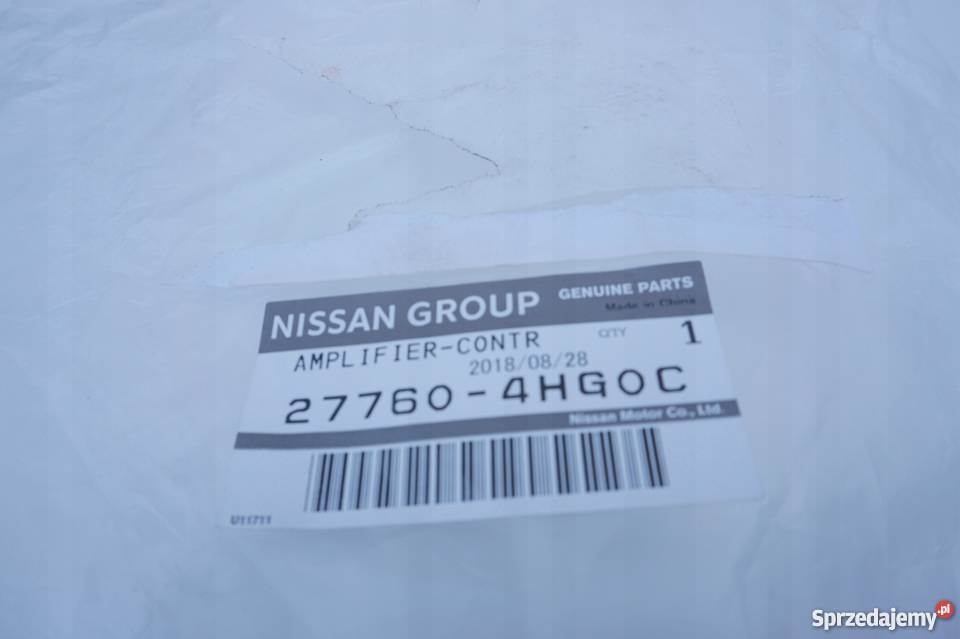 NISSAN GROUP
GENUINE PARTS
Made in China
AMPLIFIER-CONTR
QTY
1
2018/08/28
27760-4HG0C
Nissan Motor Co., Ltd.
U11711
Sprzedajemy.pl